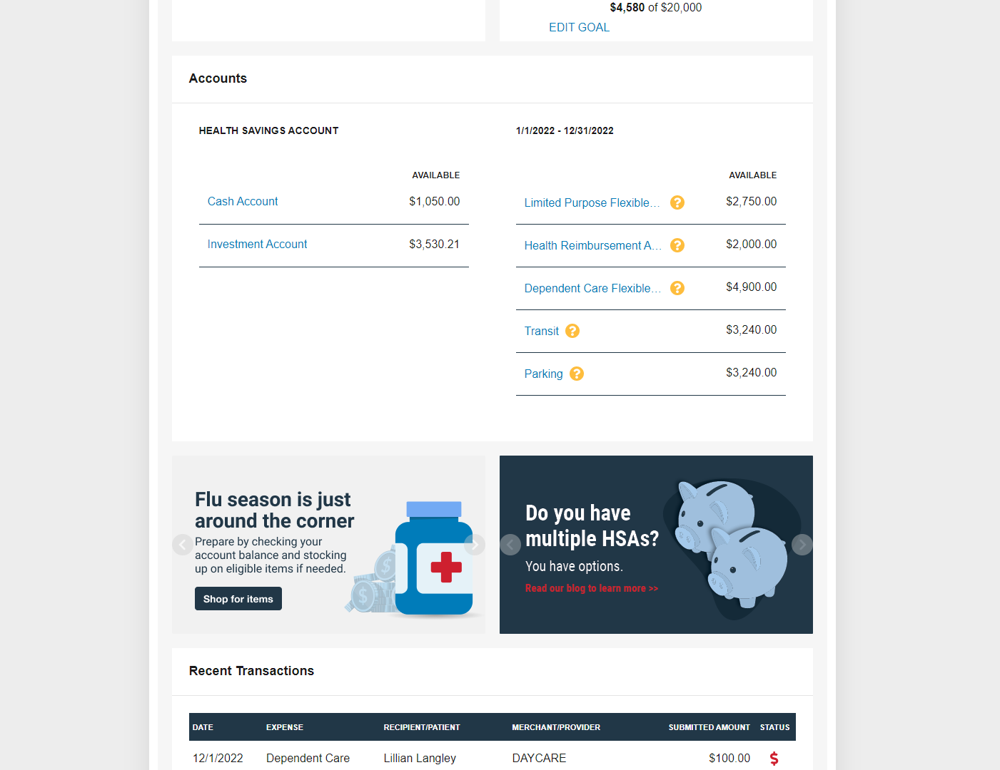 $4,580 of $20,000
EDIT GOAL
Accounts
HEALTH SAVINGS ACCOUNT
AVAILABLE
Cash Account $1,050.00
Investment Account $3,530.21
1/1/2022 - 12/31/2022
AVAILABLE
Limited Purpose Flexible... ? $2,750.00
Health Reimbursement A... ? $2,000.00
Dependent Care Flexible... ? $4,900.00
Transit ? $3,240.00
Parking ? $3,240.00
Flu season is just
around the corner
Prepare by checking your
account balance and stocking
up on eligible items if needed.
Shop for items
$
$
Do you have
multiple HSAs?
You have options.
Read our blog to learn more >>
Recent Transactions
DATE EXPENSE RECIPIENT/PATIENT MERCHANT/PROVIDER SUBMITTED AMOUNT STATUS
12/1/2022 Dependent Care Lillian Langley DAYCARE $100.00 $